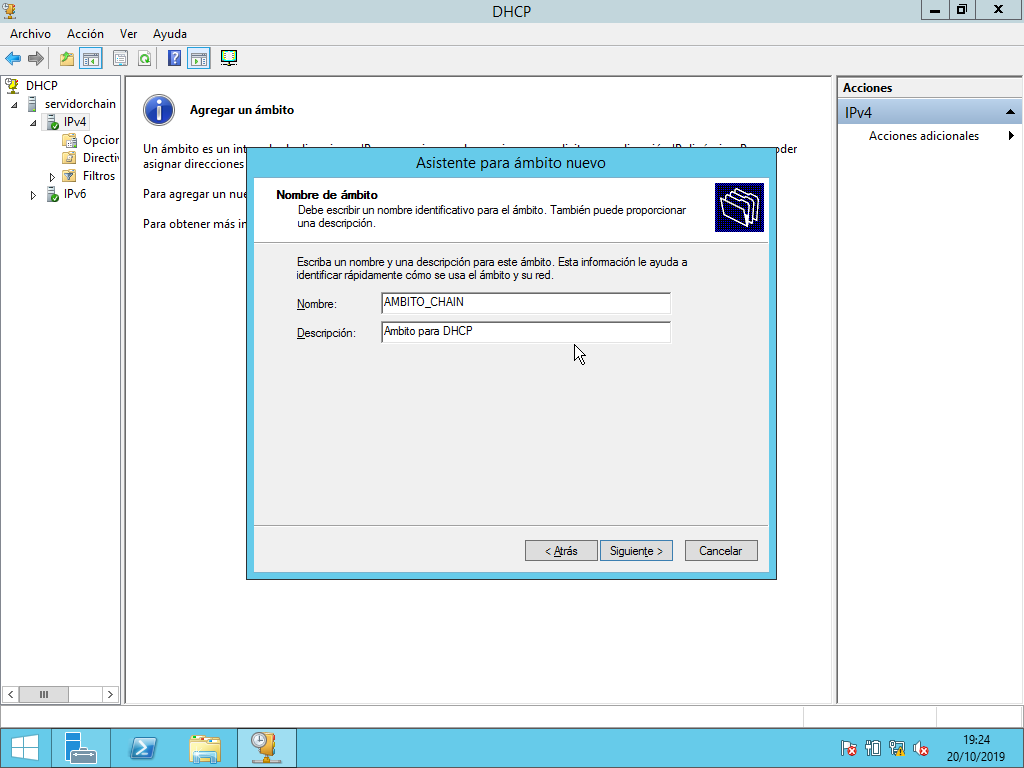 DHCP
Archivo Acción Ver Ayuda
DHCP
servidorchain
IPv4
Opcior
Directi
Filtros
IPv6
Agregar un ámbito
Un ámbito es un
asignar direcciones
Para agregar un nue
Para obtener más in
Asistente para ámbito nuevo
Nombre de ámbito
Debe escribir un nombre identificativo para el ámbito. También puede proporcionar
una descripción.
Escriba un nombre y una descripción para este ámbito. Esta información le ayuda a
identificar rápidamente cómo se usa el ámbito y su red.
Nombre: AMBITO_CHAIN
Descripción: Ambito para DHCP
< Atrás Siguiente > Cancelar
Acciones
IPv4
Acciones adicionales
19:24
20/10/2019